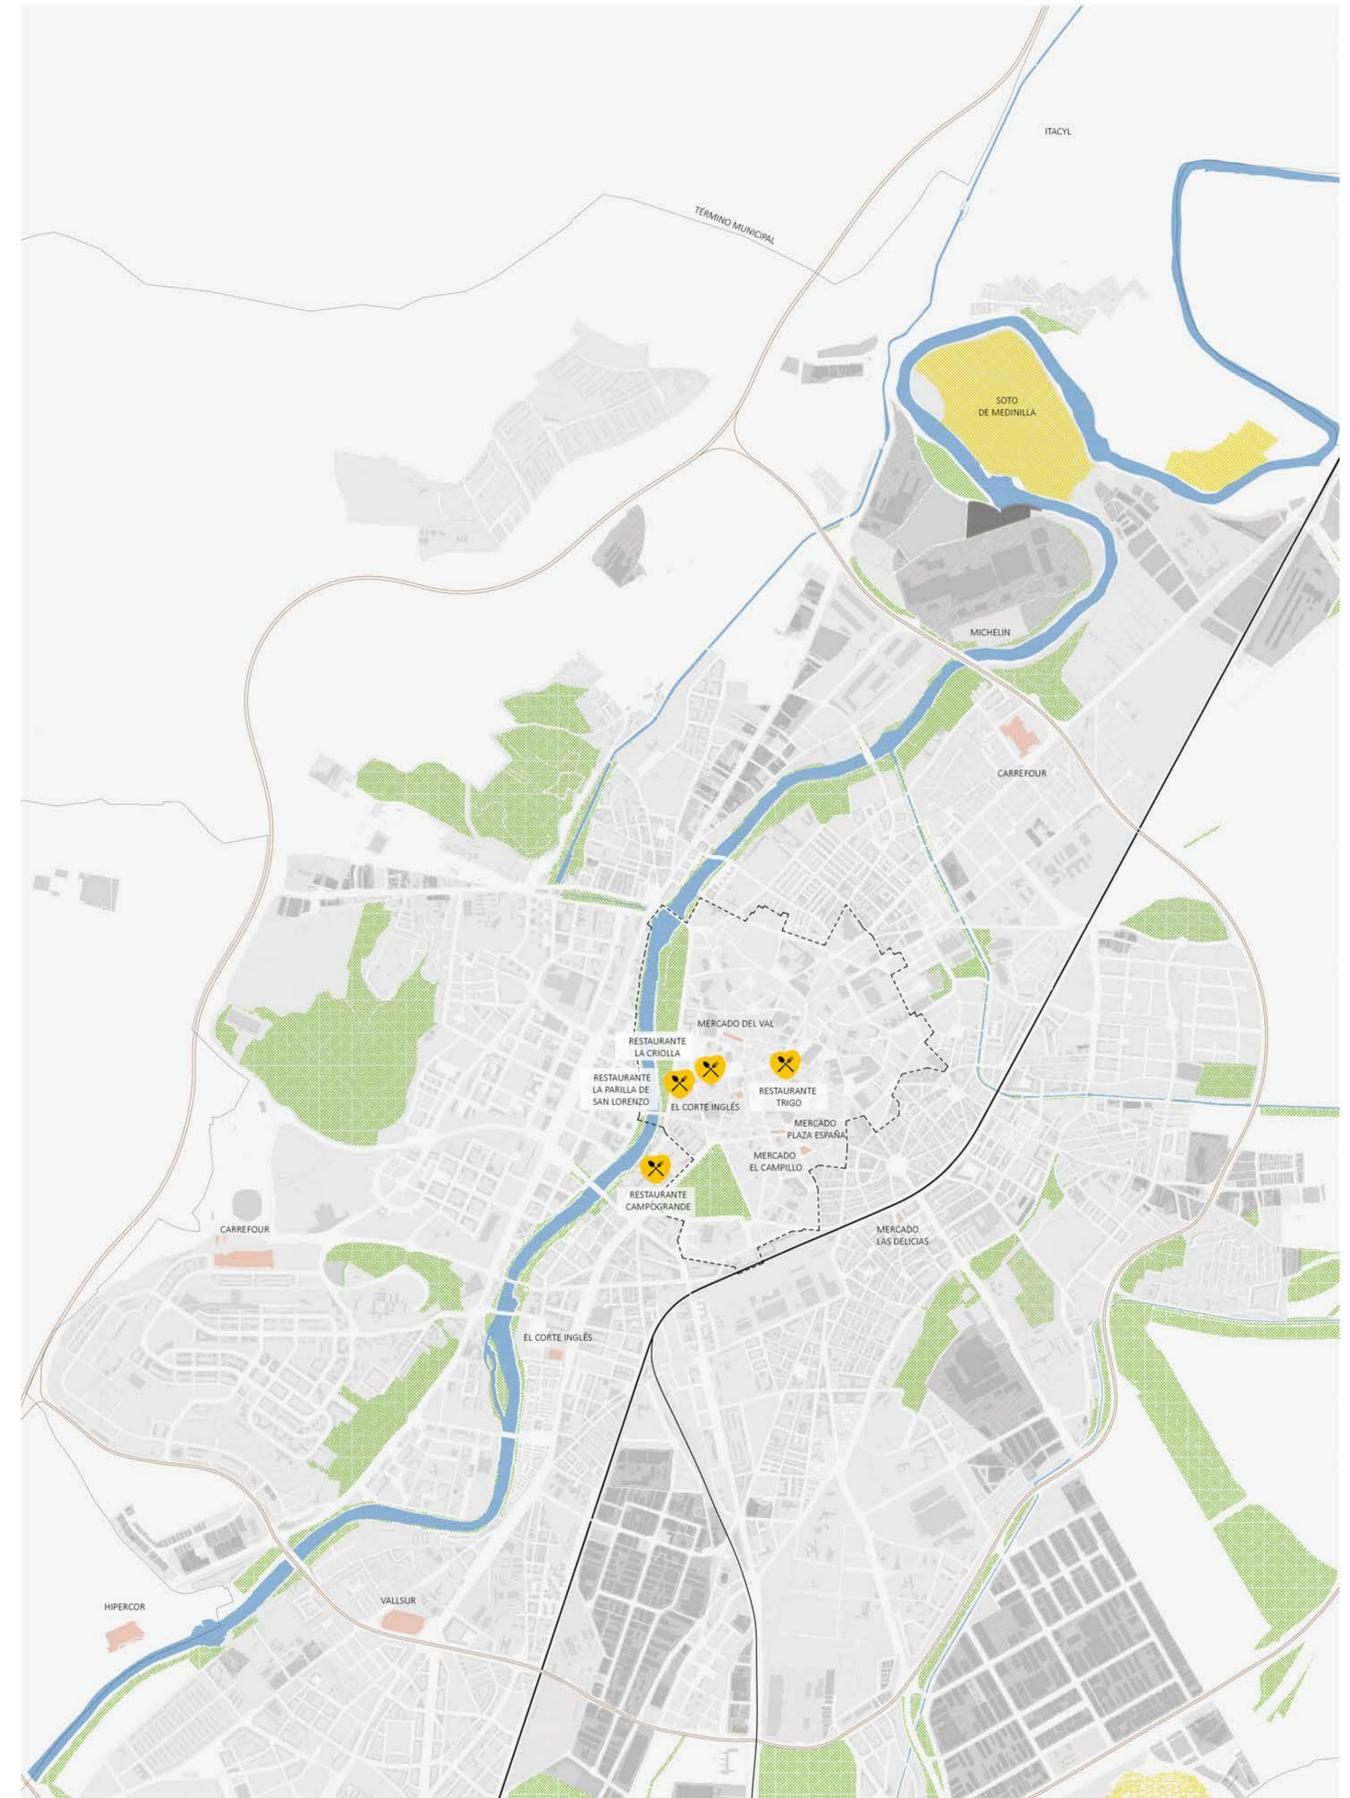 ITACYL
TÉRMINO MUNICIPAL
SOTO
DE MEDINILLA
MICHELIN
CARREFOUR
MERCADO DEL VAL
RESTAURANTE
LA CRIOLLA
RESTAURANTE
LA PARILLA DE
SAN LORENZO
EL CORTE INGLÉS
RESTAURANTE
TRIGO
MERCADO
PLAZA ESPAÑA
MERCADO
EL CAMPILLO
RESTAURANTE
CAMPOGRANDE
CARREFOUR
MERCADO
LAS DELICIAS
EL CORTE INGLÉS
HIPERCOR
VALLSUR